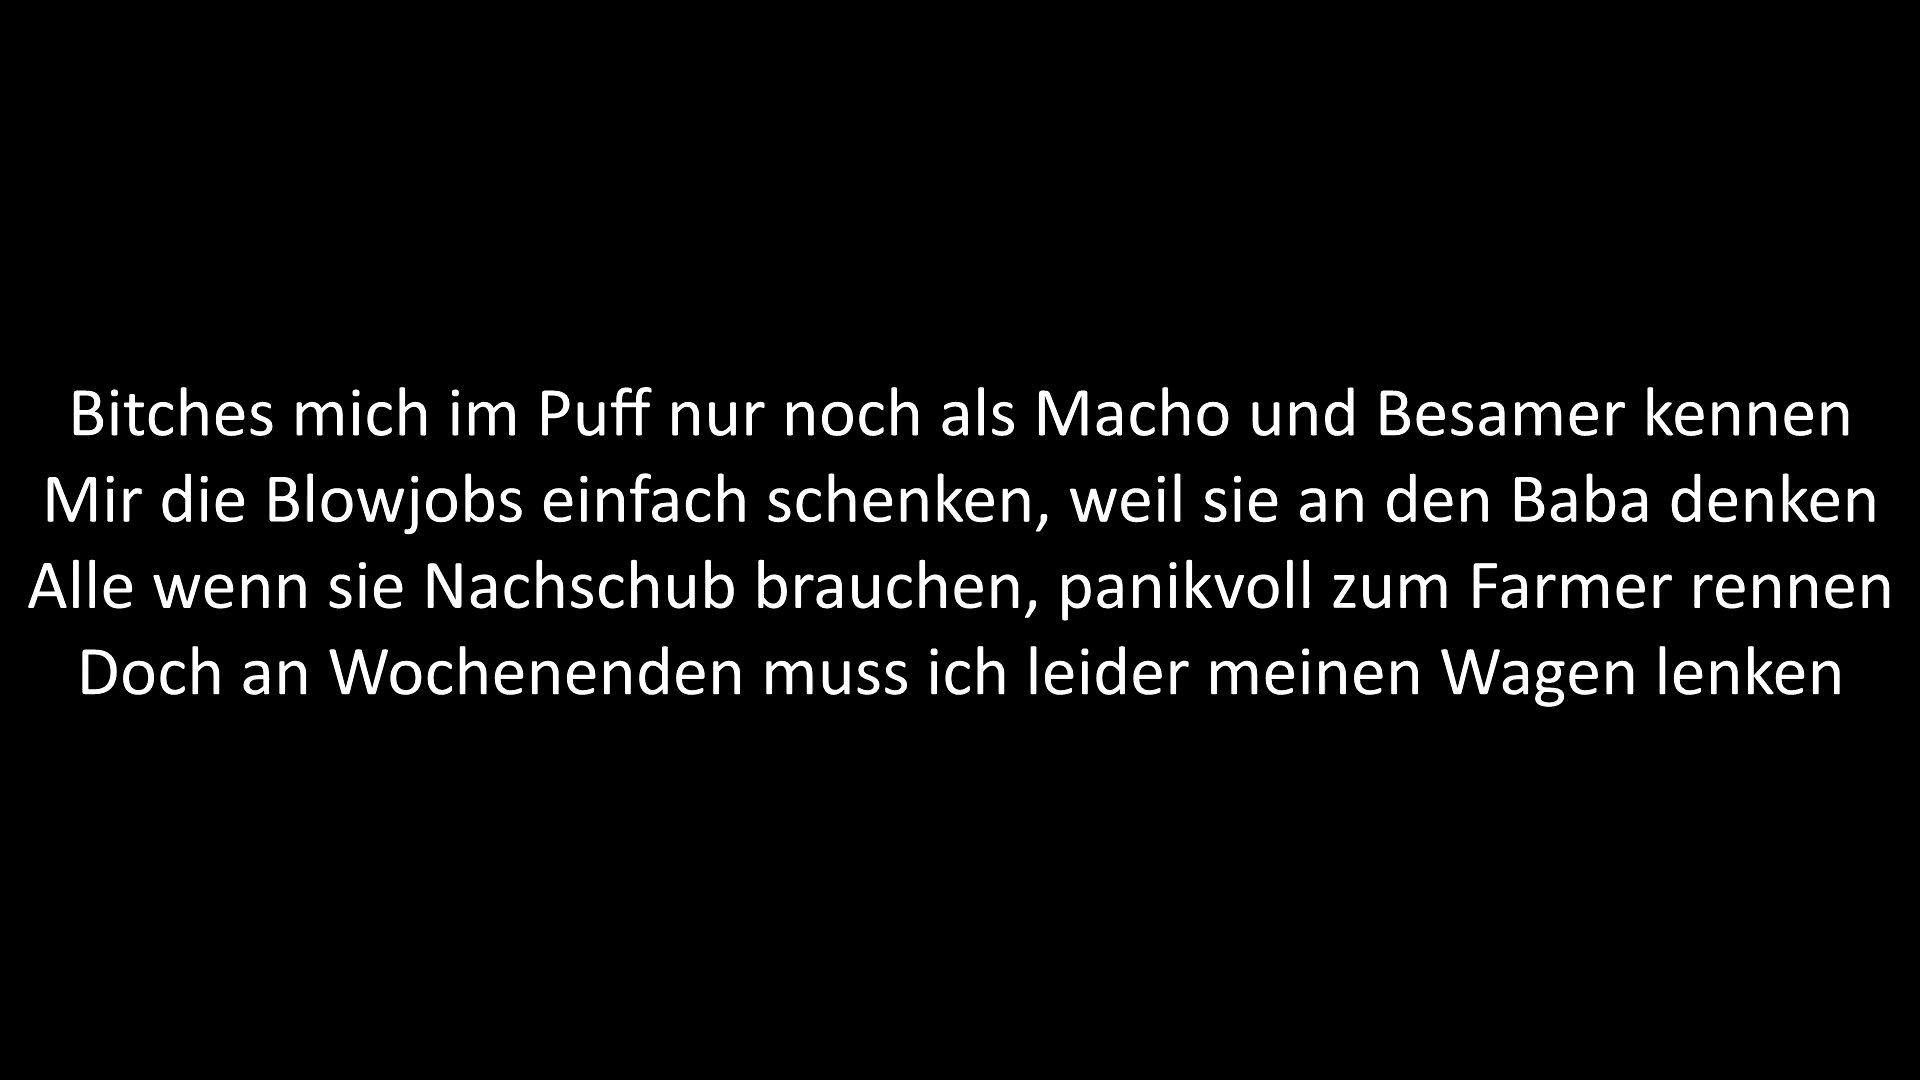 Bitches mich im Puff nur noch als Macho und Besamer kennen
Mir die Blowjobs einfach schenken, weil sie an den Baba denken
Alle wenn sie Nachschub brauchen, panikvoll zum Farmer rennen
Doch an Wochenenden muss ich leider meinen Wagen lenken